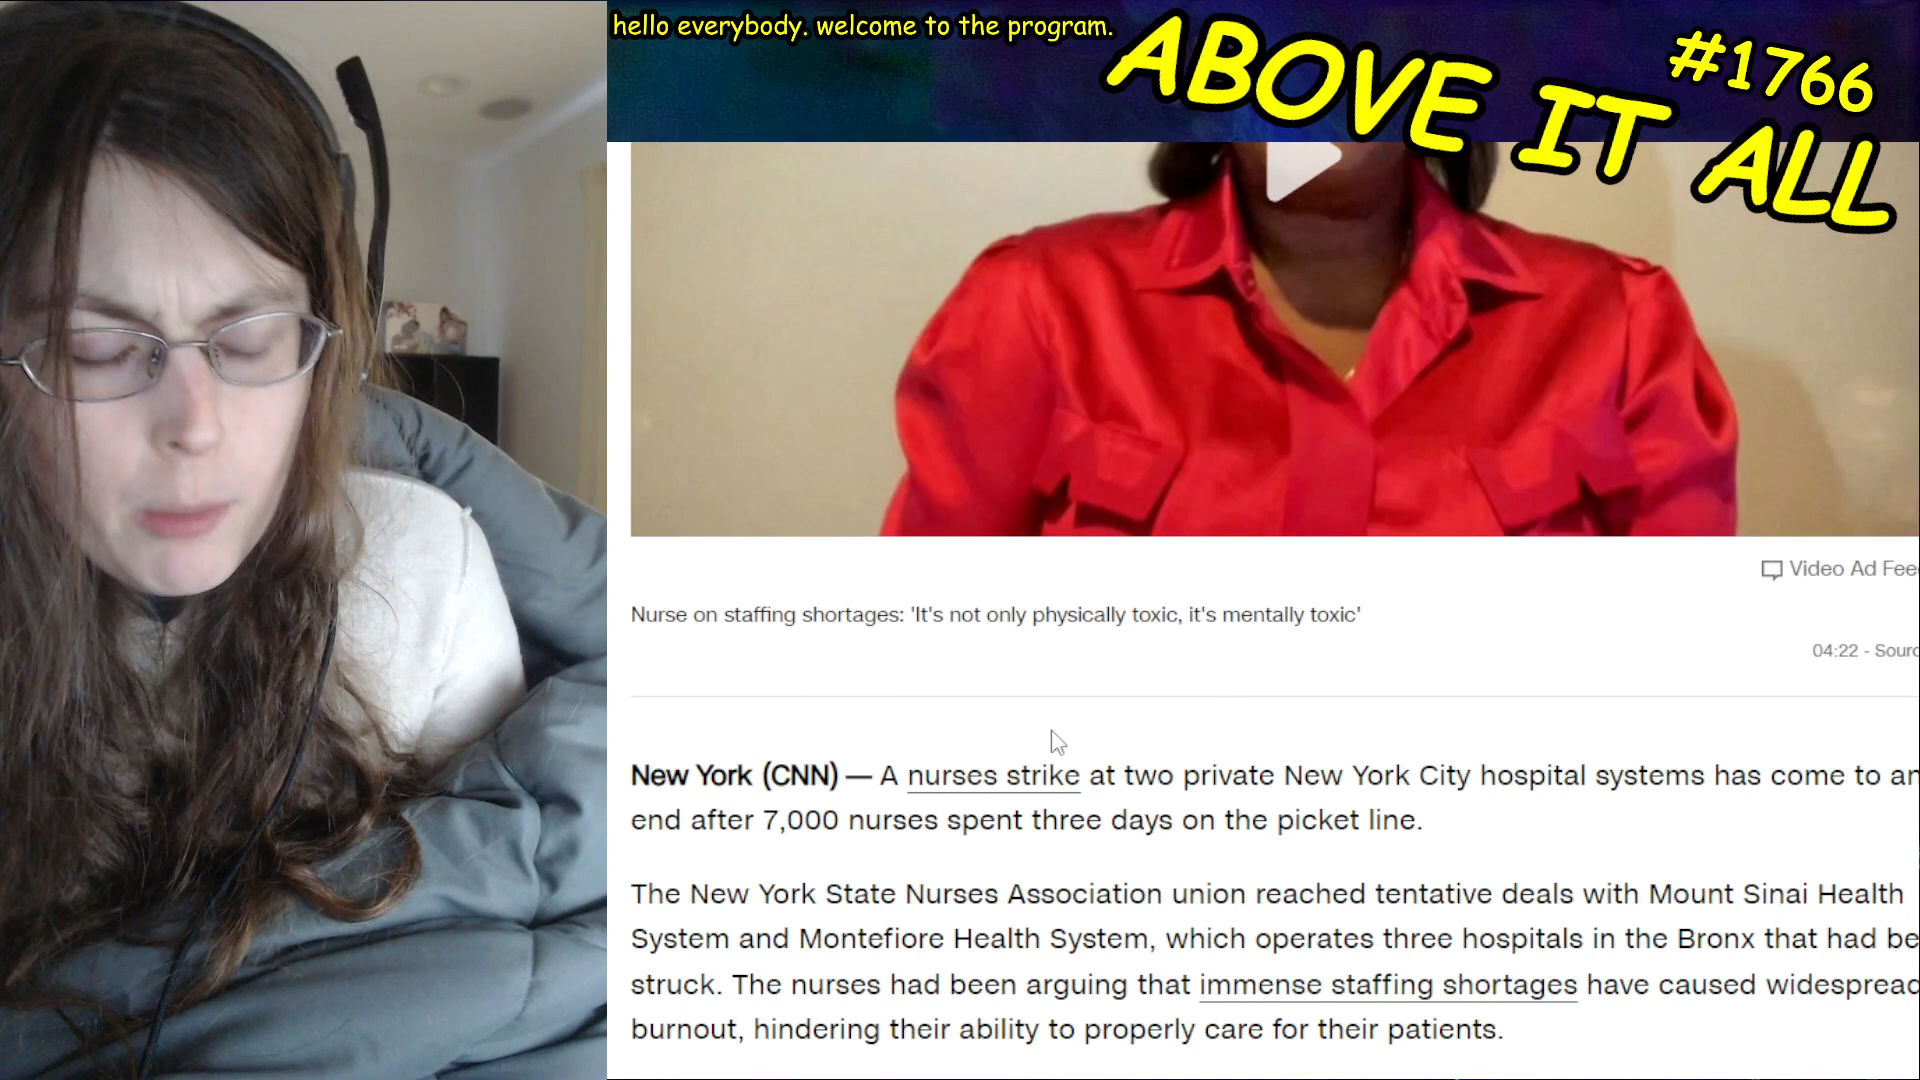 hello everybody. welcome to the program.
ABOVE IT ALL
#1766
Video Ad Fee
Nurse on staffing shortages: 'It's not only physically toxic, it's mentally toxic'
04:22 - Sourc
New York (CNN) — A nurses strike at two private New York City hospital systems has come to an
end after 7,000 nurses spent three days on the picket line.
The New York State Nurses Association union reached tentative deals with Mount Sinai Health
System and Montefiore Health System, which operates three hospitals in the Bronx that had be
struck. The nurses had been arguing that immense staffing shortages have caused widespread
burnout, hindering their ability to properly care for their patients.